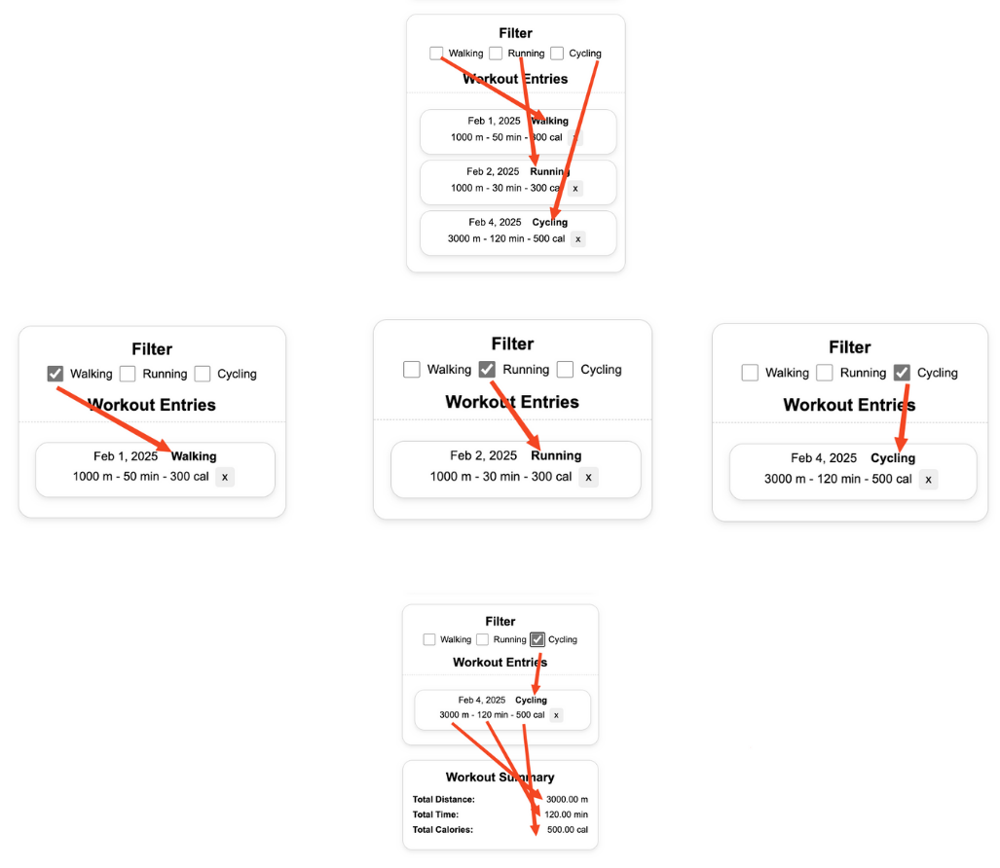 Filter
Walking Running Cycling
Workout Entries
Feb 1, 2025 Walking
1000 m - 50 min - 300 cal x
Feb 2, 2025 Running
1000 m - 30 min - 300 cal x
Feb 4, 2025 Cycling
3000 m - 120 min - 500 cal x
Filter
Walking Running Cycling
Workout Entries
Feb 1, 2025 Walking
1000 m - 50 min - 300 cal x
Filter
Walking Running Cycling
Workout Entries
Feb 2, 2025 Running
1000 m - 30 min - 300 cal x
Filter
Walking Running Cycling
Workout Entries
Feb 4, 2025 Cycling
3000 m - 120 min - 500 cal x
Filter
Walking Running Cycling
Workout Entries
Feb 4, 2025 Cycling
3000 m - 120 min - 500 cal x
Workout Summary
Total Distance: 3000.00 m
Total Time: 120.00 min
Total Calories: 500.00 cal